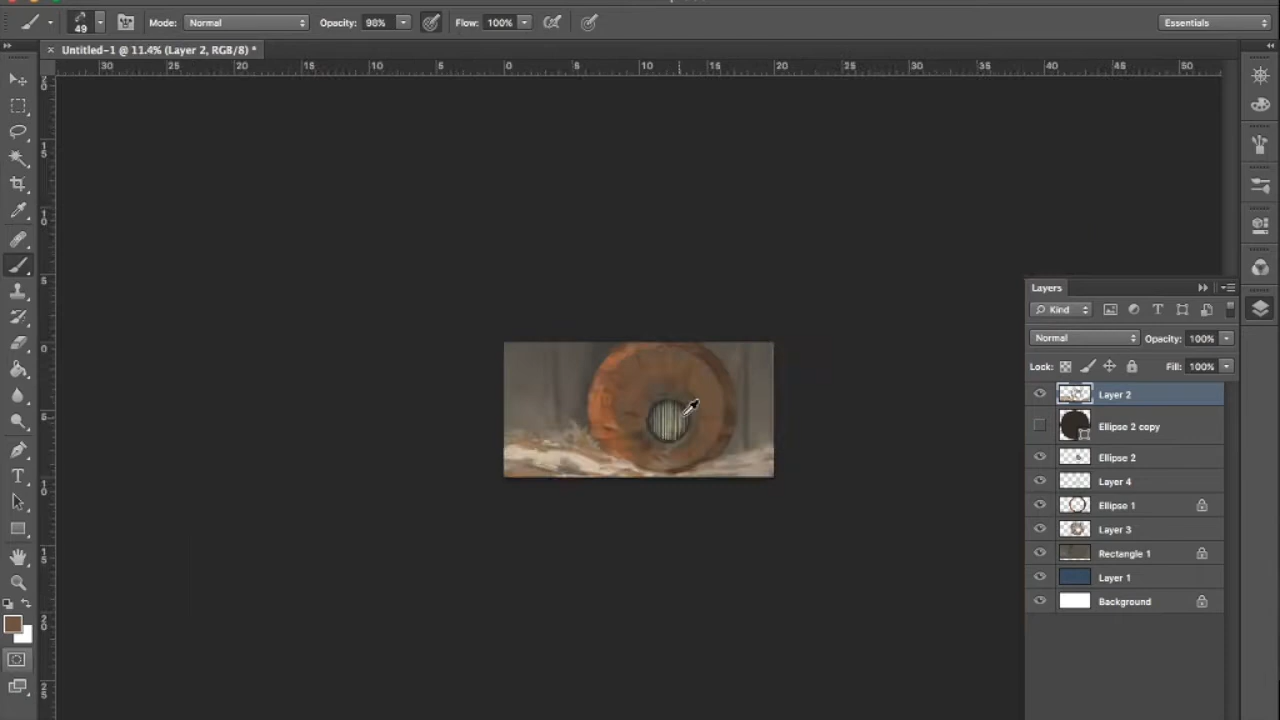 49 Mode: Normal Opacity: 98% Flow: 100% Essentials
Untitled-1 @ 11.4% (Layer 2, RGB/8) *
30 25 20 15 10 5 0 5 10 15 20 25 30 35 40 45 50
Layers
Kind
Normal Opacity: 100%
Lock: Fill: 100%
Layer 2
Ellipse 2 copy
Ellipse 2
Layer 4
Ellipse 1
Layer 3
Rectangle 1
Layer 1
Background